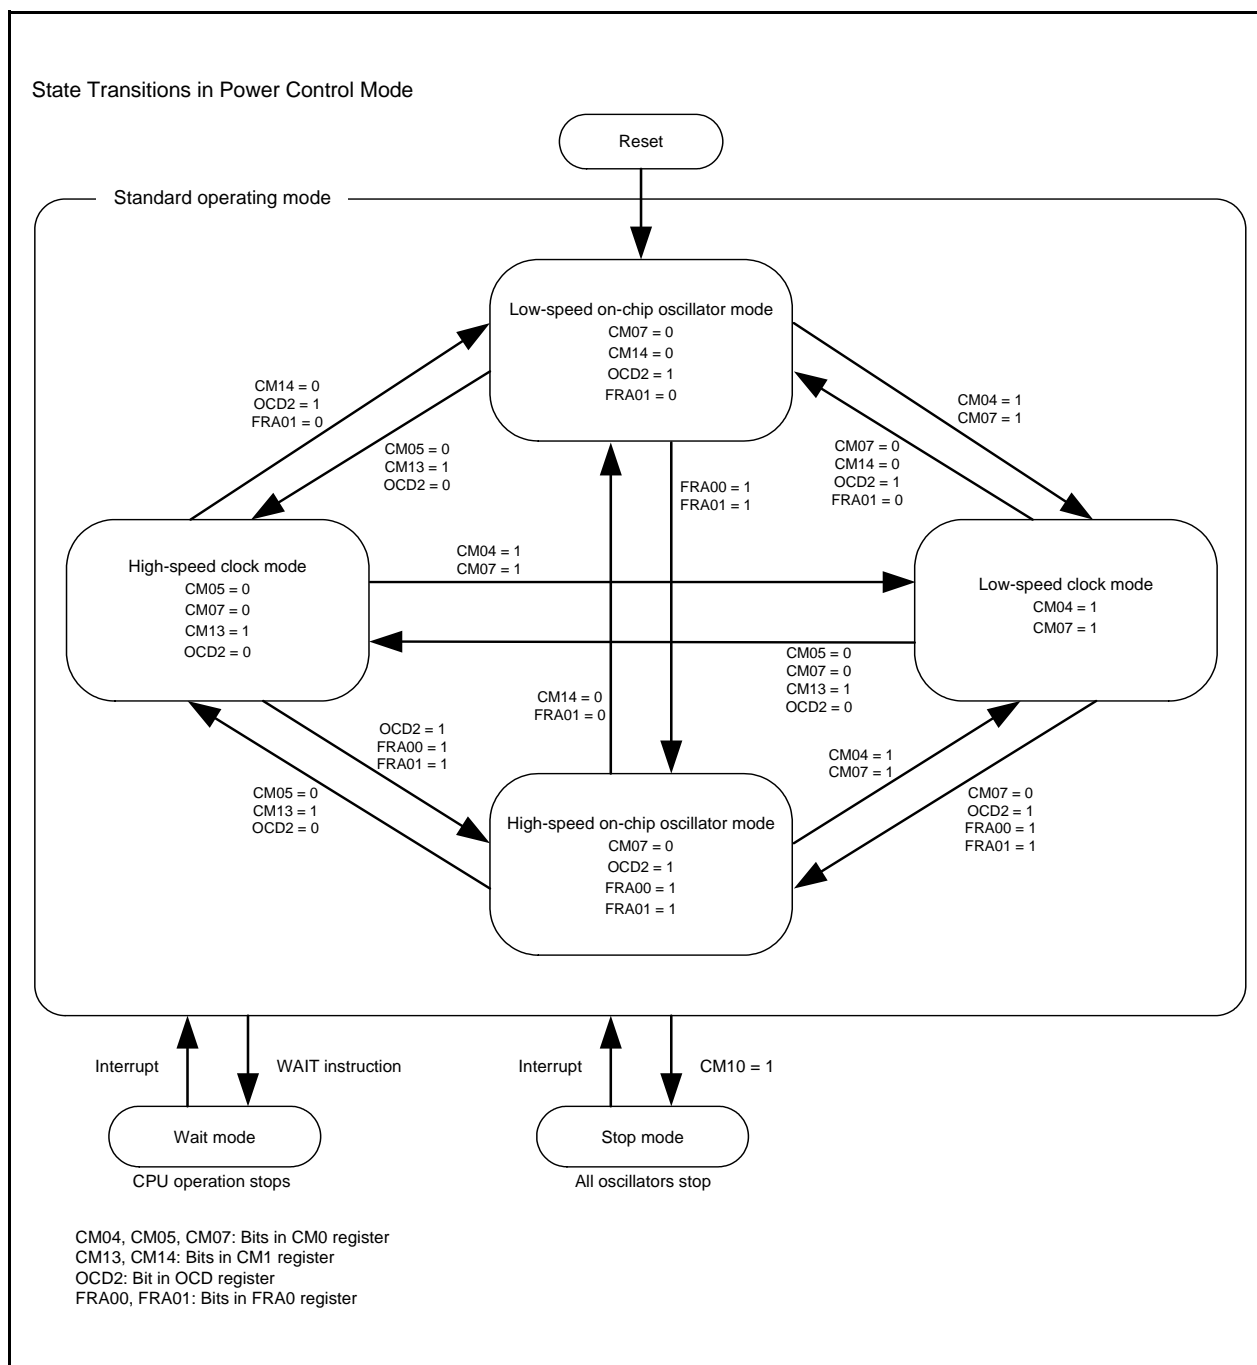 State Transitions in Power Control Mode
Reset
Standard operating mode
Low-speed on-chip oscillator mode
CM07 = 0
CM14 = 0
OCD2 = 1
FRA01 = 0
CM14 = 0
OCD2 = 1
FRA01 = 0
CM05 = 0
CM13 = 1
OCD2 = 0
FRA00 = 1
FRA01 = 1
CM07 = 0
CM14 = 0
OCD2 = 1
FRA01 = 0
CM04 = 1
CM07 = 1
High-speed clock mode
CM05 = 0
CM07 = 0
CM13 = 1
OCD2 = 0
CM04 = 1
CM07 = 1
Low-speed clock mode
CM04 = 1
CM07 = 1
CM05 = 0
CM07 = 0
CM13 = 1
OCD2 = 0
CM14 = 0
FRA01 = 0
OCD2 = 1
FRA00 = 1
FRA01 = 1
CM05 = 0
CM13 = 1
OCD2 = 0
CM04 = 1
CM07 = 1
CM07 = 0
OCD2 = 1
FRA00 = 1
FRA01 = 1
High-speed on-chip oscillator mode
CM07 = 0
OCD2 = 1
FRA00 = 1
FRA01 = 1
Interrupt
WAIT instruction
Interrupt
CM10 = 1
Wait mode
Stop mode
CPU operation stops
All oscillators stop
CM04, CM05, CM07: Bits in CM0 register
CM13, CM14: Bits in CM1 register
OCD2: Bit in OCD register
FRA00, FRA01: Bits in FRA0 register